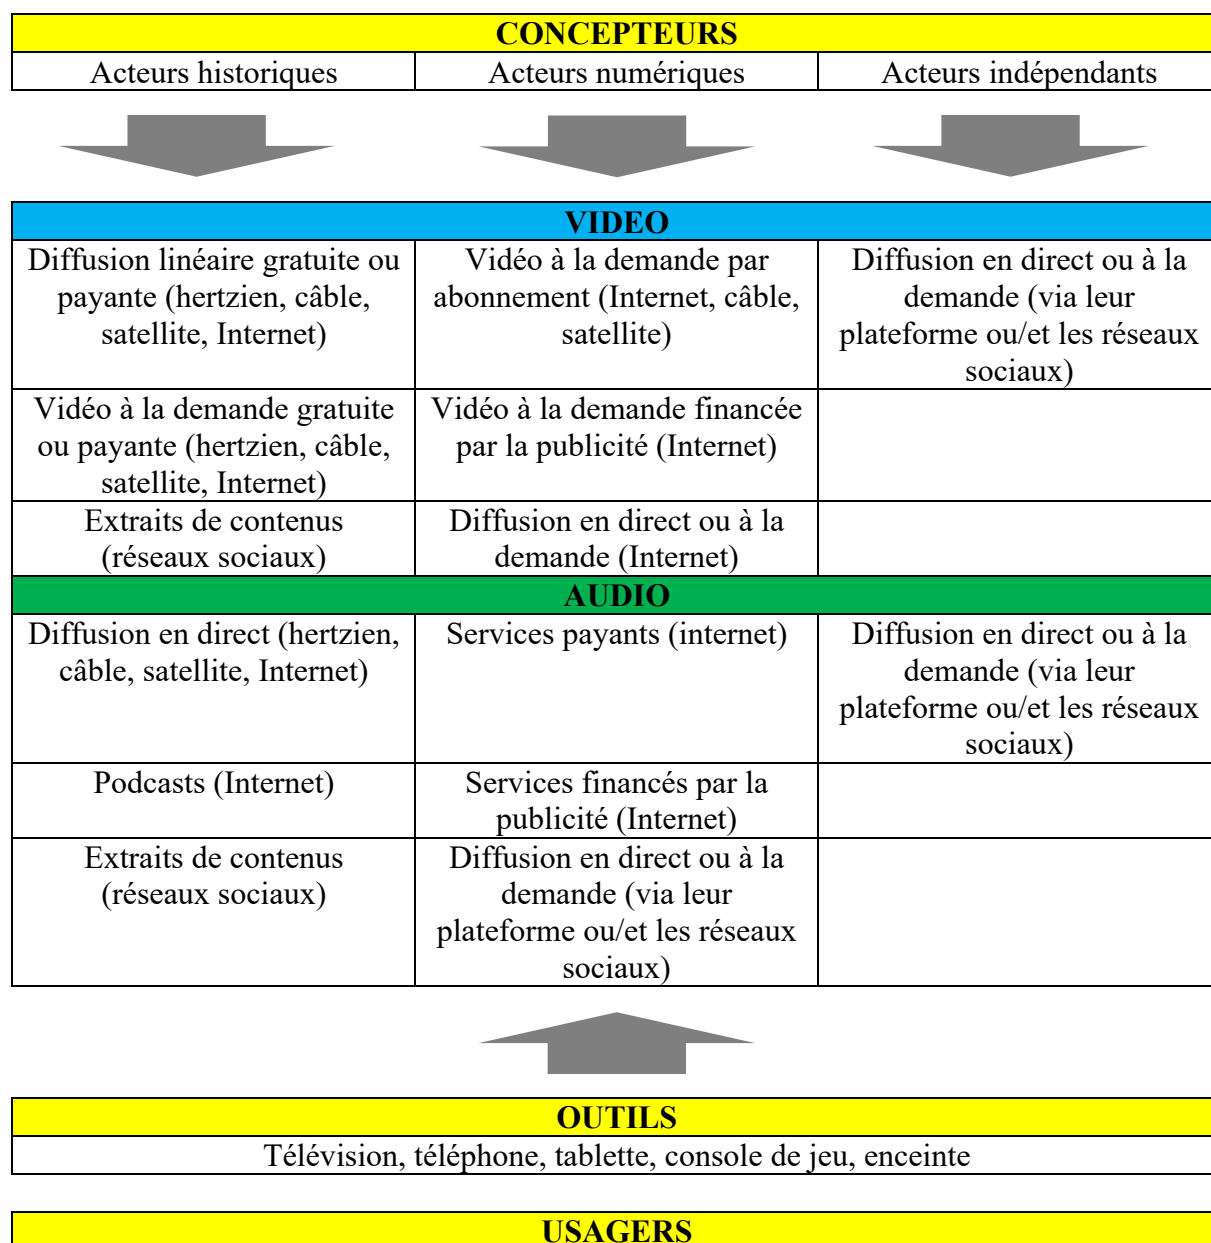 CONCEPTEURS
Acteurs historiques
Acteurs numériques
Acteurs indépendants
VIDEO
Diffusion linéaire gratuite ou
payante (hertzien, câble,
satellite, Internet)
Vidéo à la demande par
abonnement (Internet, câble,
satellite)
Diffusion en direct ou à la
demande (via leur
plateforme ou/et les réseaux
sociaux)
Vidéo à la demande gratuite
ou payante (hertzien, câble,
satellite, Internet)
Vidéo à la demande financée
par la publicité (Internet)
Extraits de contenus
(réseaux sociaux)
Diffusion en direct ou à la
demande (Internet)
AUDIO
Diffusion en direct (hertzien,
câble, satellite, Internet)
Services payants (internet)
Diffusion en direct ou à la
demande (via leur
plateforme ou/et les réseaux
sociaux)
Podcasts (Internet)
Services financés par la
publicité (Internet)
Extraits de contenus
(réseaux sociaux)
Diffusion en direct ou à la
demande (via leur
plateforme ou/et les réseaux
sociaux)
OUTILS
Télévision, téléphone, tablette, console de jeu, enceinte
USAGERS